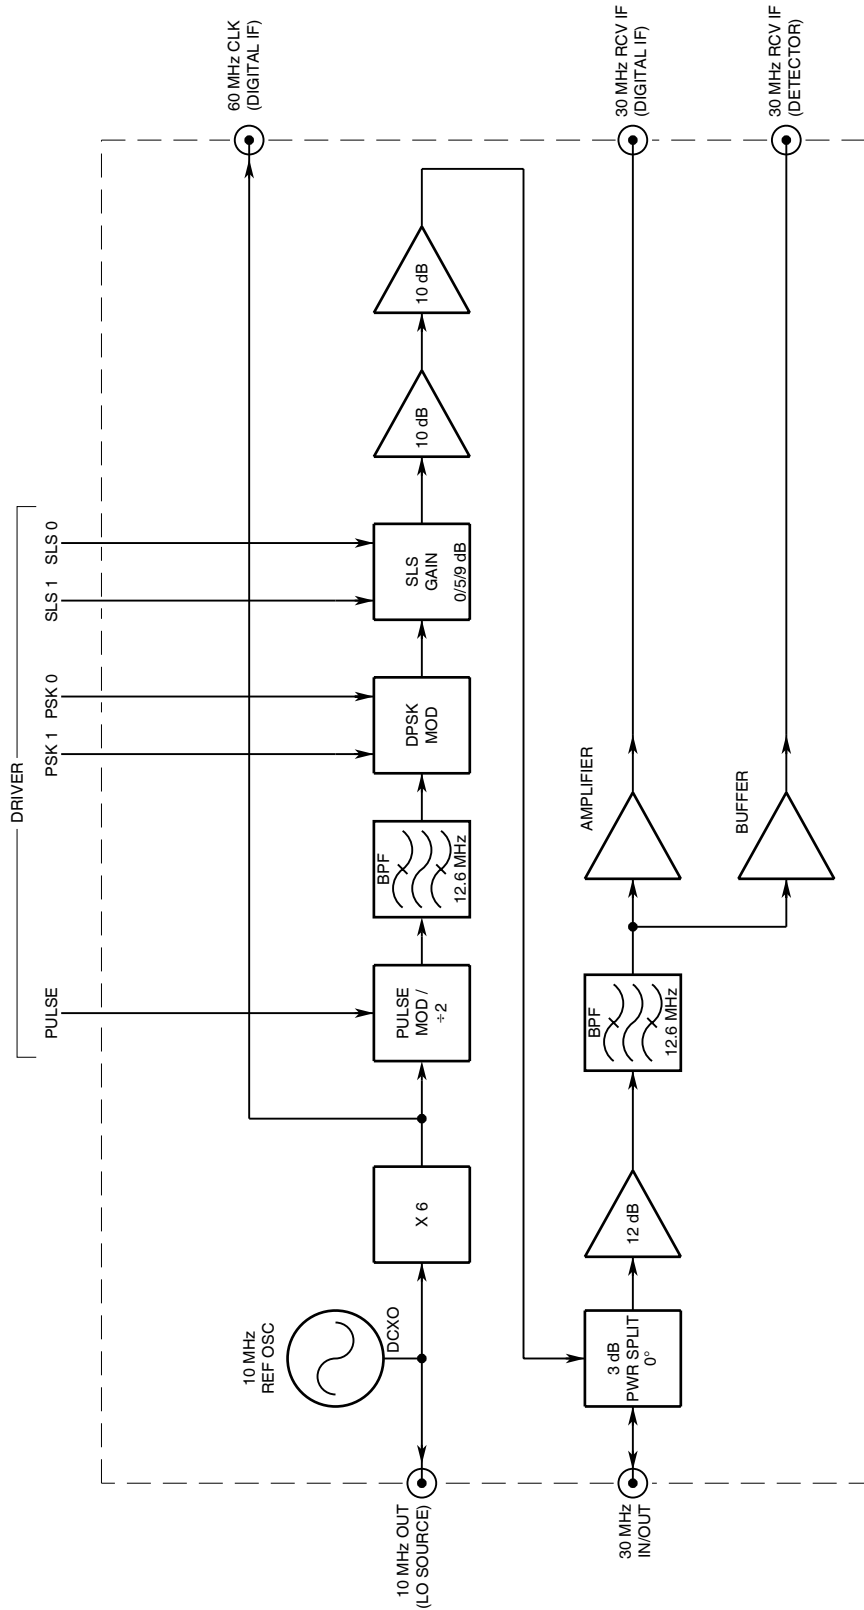 DRIVER
PULSE
PSK 1
PSK 0
SLS 1
SLS 0
60 MHz CLK
(DIGITAL IF)
10 MHz
REF OSC
DCXO
10 MHz OUT
(LO SOURCE)
X 6
PULSE
MOD /
÷2
BPF
12.6 MHz
DPSK
MOD
SLS
GAIN
0/5/9 dB
10 dB
10 dB
30 MHz
IN/OUT
3 dB
PWR SPLIT
0°
12 dB
BPF
12.6 MHz
AMPLIFIER
30 MHz RCV IF
(DIGITAL IF)
BUFFER
30 MHz RCV IF
(DETECTOR)